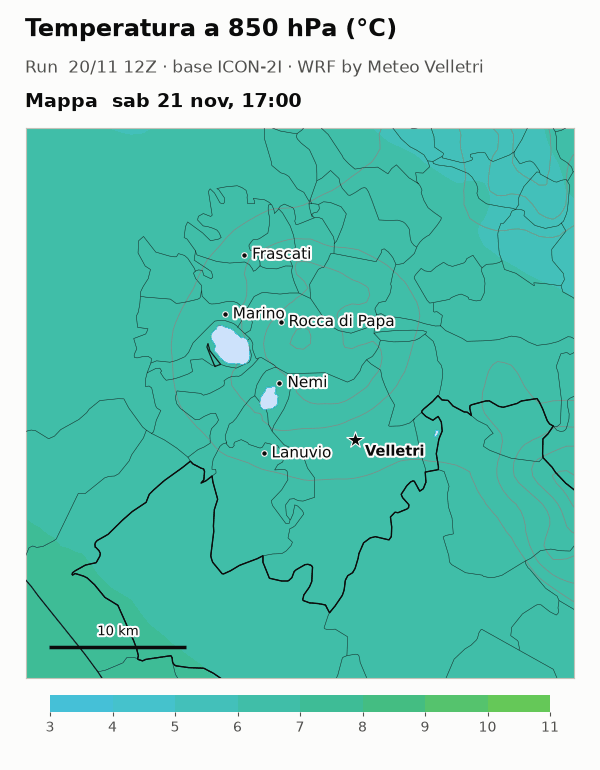 Temperatura a 850 hPa (°C)
Run  20/11 12Z · base ICON-2I · WRF by Meteo Velletri
Mappa  sab 21 nov, 17:00
Frascati
Marino
Rocca di Papa
Nemi
Velletri
Lanuvio
10 km
3 4 5 6 7 8 9 10 11